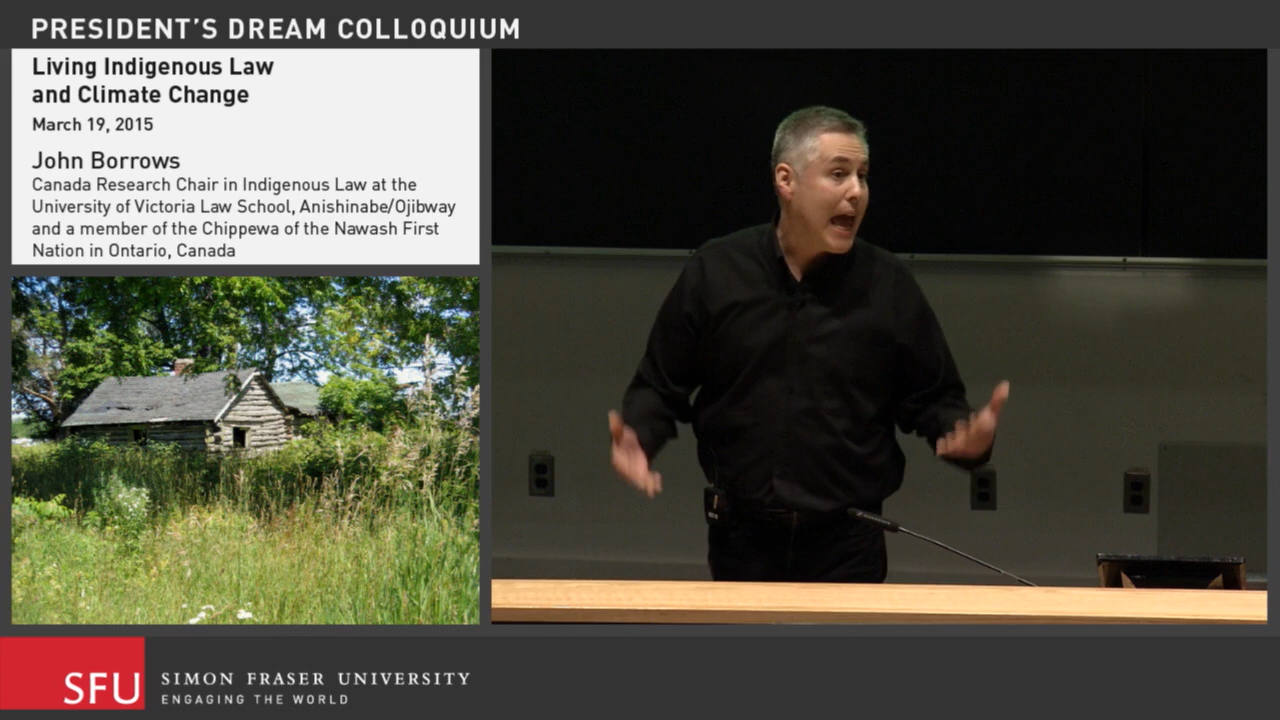 PRESIDENT'S DREAM COLLOQUIUM
Living Indigenous Law
and Climate Change
March 19, 2015
John Borrows
Canada Research Chair in Indigenous Law at the
University of Victoria Law School, Anishinabe/Ojibway
and a member of the Chippewa of the Nawash First
Nation in Ontario, Canada
SFU
SIMON FRASER UNIVERSITY
ENGAGING THE WORLD